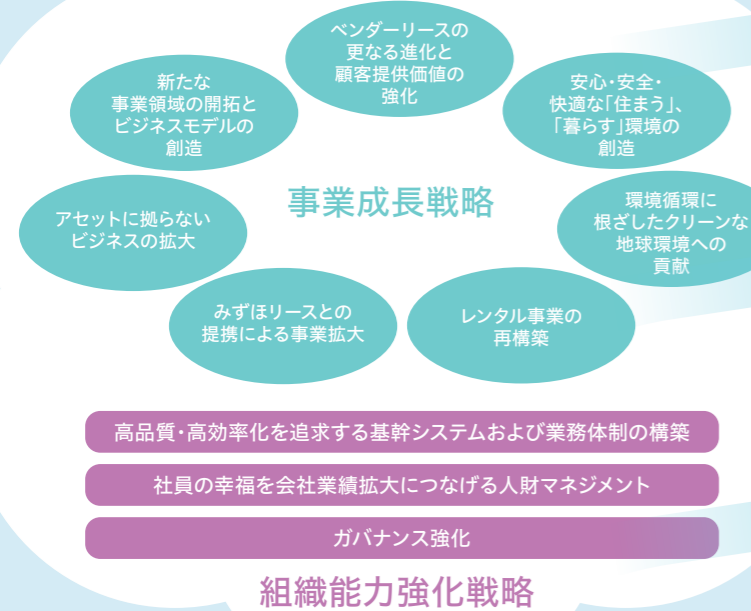 ベンダーリースの
更なる進化と
顧客提供価値の
強化
新たな
事業領域の開拓と
ビジネスモデルの
創造
安心・安全・
快適な「住まう」、
「暮らす」環境の
創造
事業成長戦略
アセットに拠らない
ビジネスの拡大
環境循環に
根ざしたクリーンな
地球環境への
貢献
みずほリースとの
提携による事業拡大
レンタル事業の
再構築
高品質・高効率化を追求する基幹システムおよび業務体制の構築
社員の幸福を会社業績拡大につなげる人財マネジメント
ガバナンス強化
組織能力強化戦略